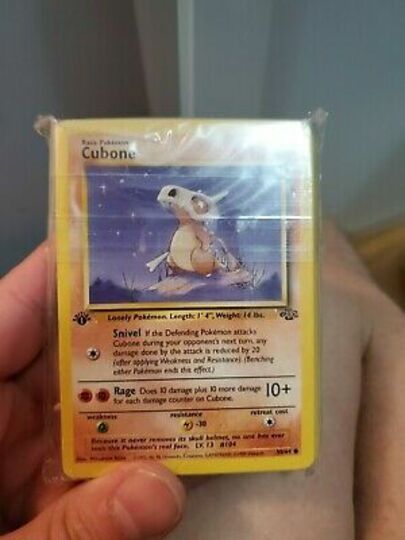 Basic Pokémon
Cubone
Lonely Pokémon. Length: 1' 4", Weight: 14 lbs.
Snivel If the Defending Pokémon attacks
Cubone during your opponent's next turn, any
damage done by the attack is reduced by 20
(after applying Weakness and Resistance). (Benching
either Pokémon ends this effect.)
Rage Does 10 damage plus 10 more damage
for each damage counter on Cubone.
10+
weakness
resistance
retreat cost
-30
Because it never removes its skull helmet, no one has ever
seen this Pokémon's real face. LV. 13 #104
50/64